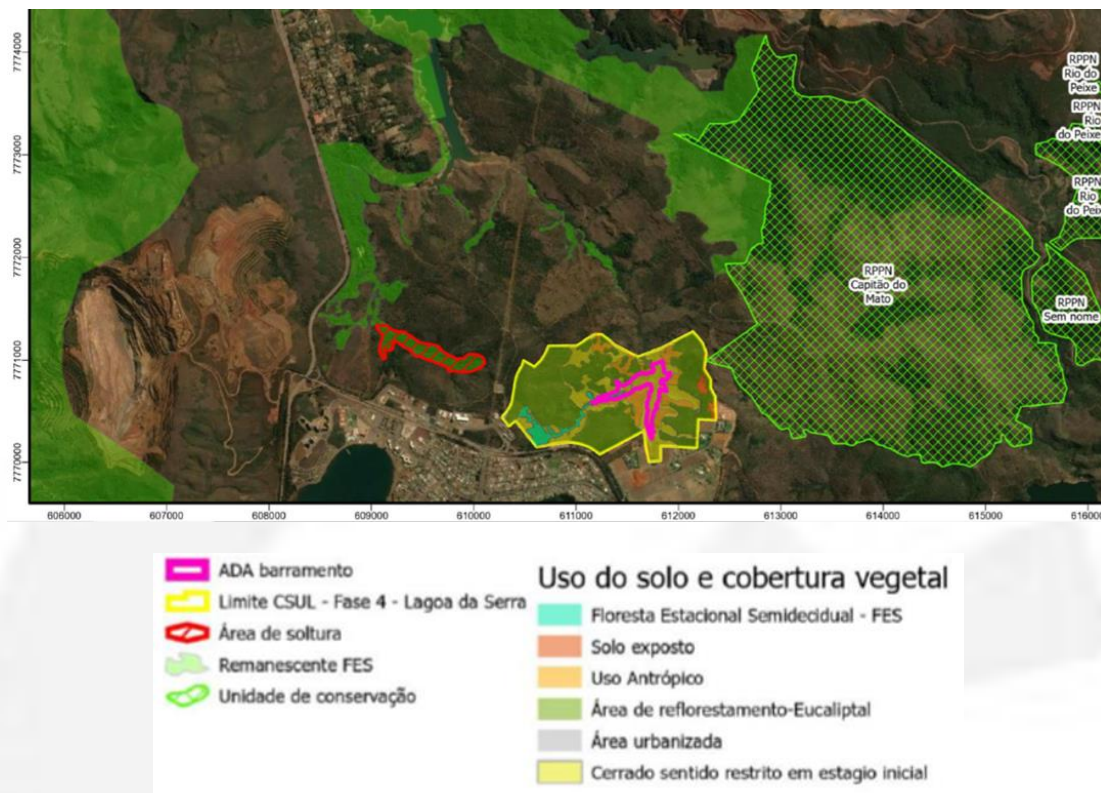 7774000
7773000
7772000
7771000
7770000
RPPN
Rio do
Peixe
RPPN
Rio
do Peixe
RPPN
Rio
do Peix
RPPN
Capitão do
Mato
RPPN
Sem nome
606000 607000 608000 609000 610000 611000 612000 613000 614000 615000 616000
ADA barramento
Limite CSUL - Fase 4 - Lagoa da Serra
Área de soltura
Remanescente FES
Unidade de conservação
Uso do solo e cobertura vegetal
Floresta Estacional Semidecidual - FES
Solo exposto
Uso Antrópico
Área de reflorestamento-Eucaliptal
Área urbanizada
Cerrado sentido restrito em estagio inicial